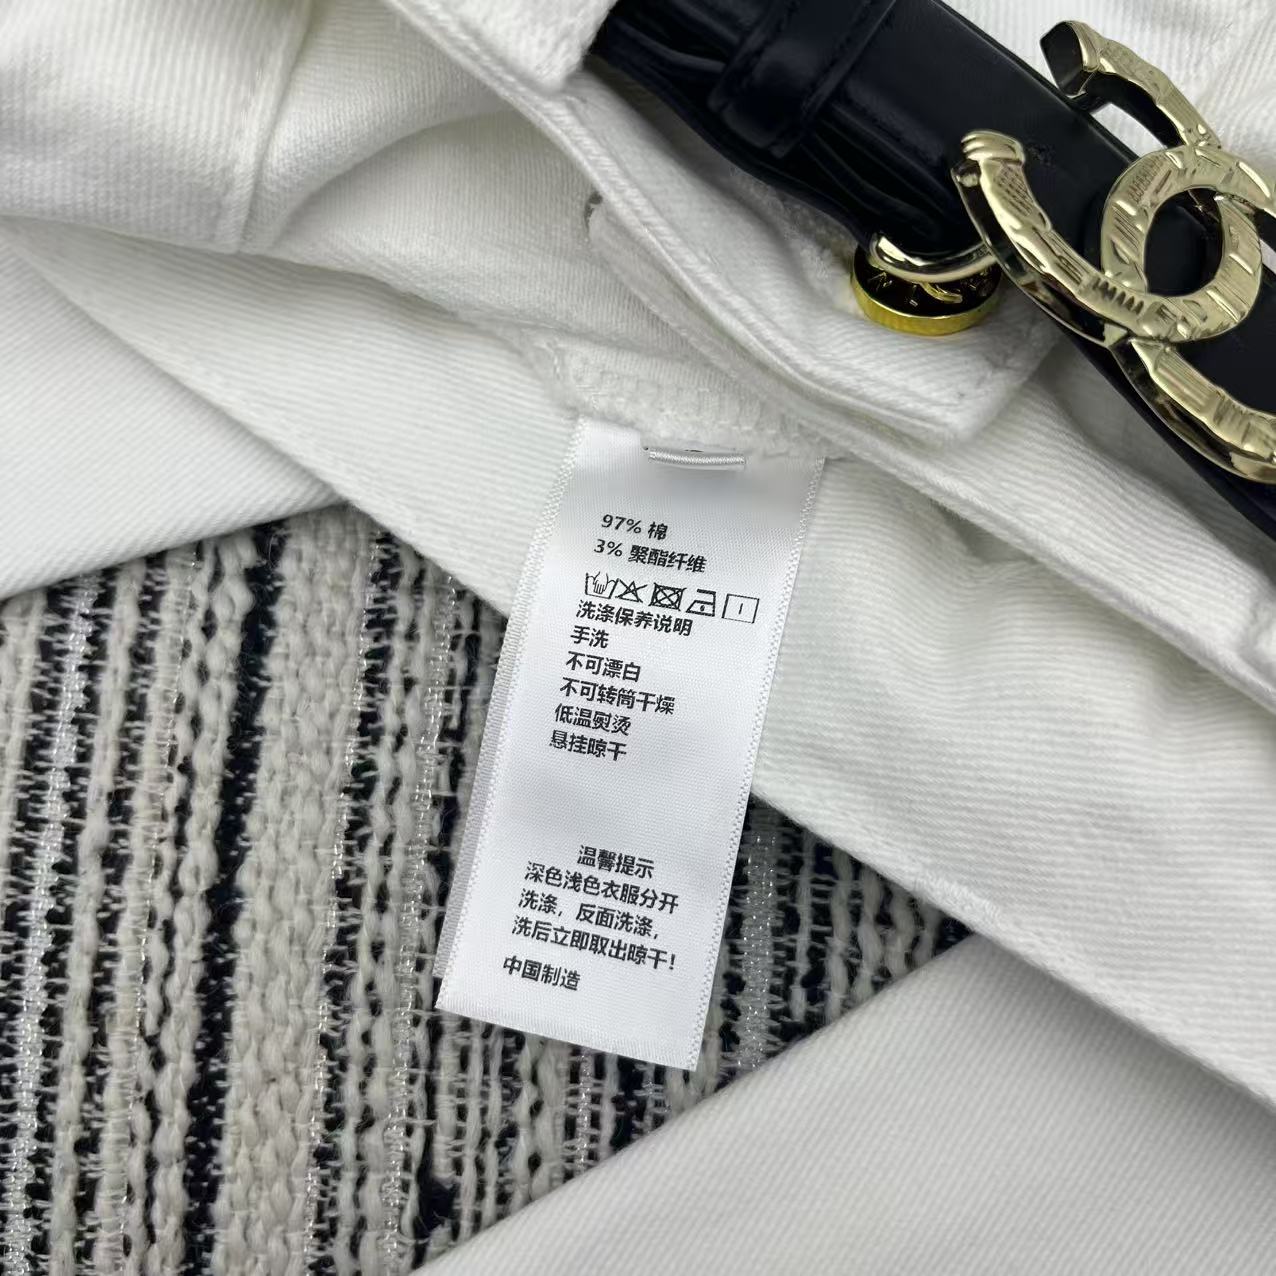 97% 棉
3% 聚酯纤维
洗涤保养说明
手洗
不可漂白
不可转筒干燥
低温熨烫
悬挂晾干
温馨提示
深色浅色衣服分开
洗涤，反面洗涤，
洗后立即取出晾干！
中国制造